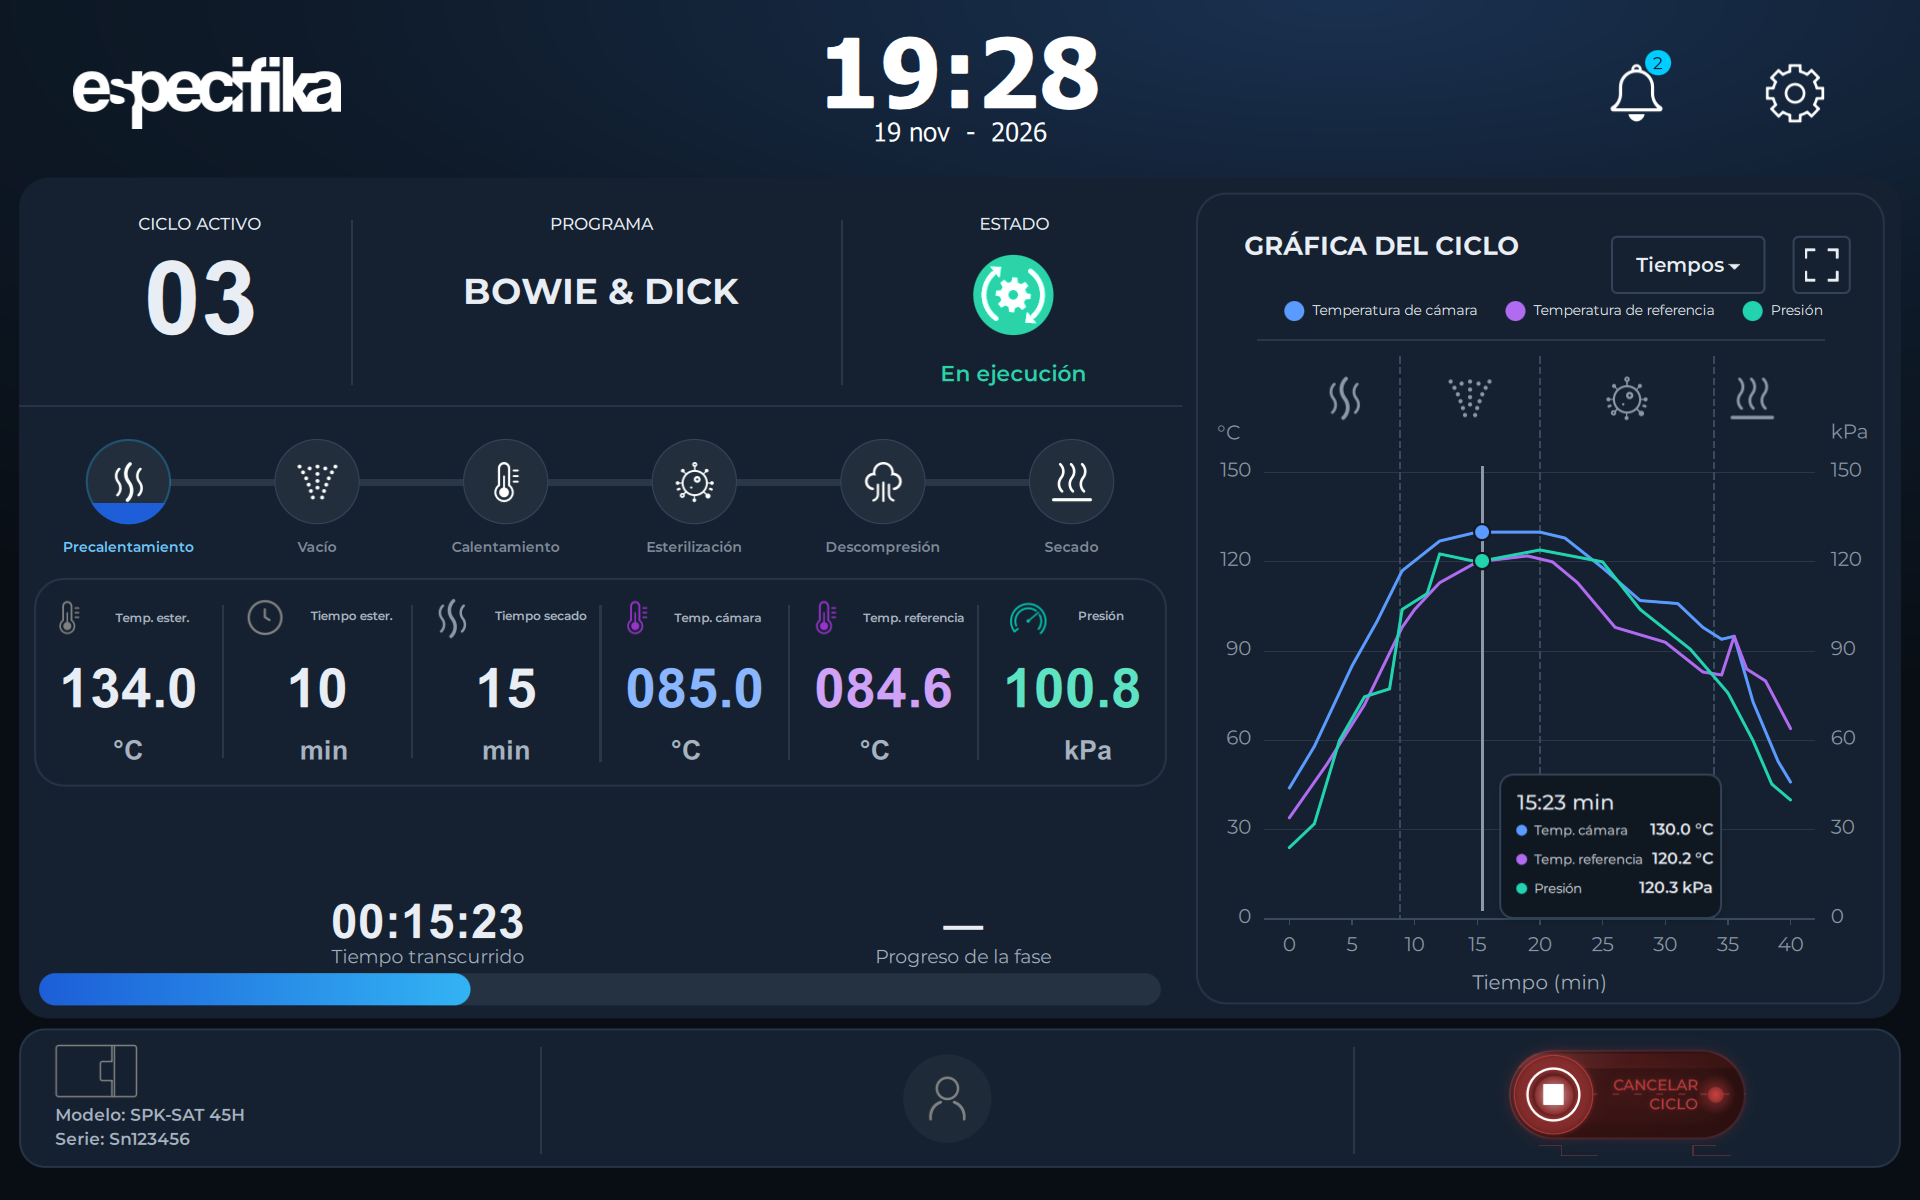 especifika
19:28
19 nov - 2026
2
CICLO ACTIVO
03
PROGRAMA
BOWIE & DICK
ESTADO
En ejecución
Precalentamiento
Vacío
Calentamiento
Esterilización
Descompresión
Secado
Temp. ester.
134.0
°C
Tiempo ester.
10
min
Tiempo secado
15
min
Temp. cámara
085.0
°C
Temp. referencia
084.6
°C
Presión
100.8
kPa
00:15:23
Tiempo transcurrido
—
Progreso de la fase
GRÁFICA DEL CICLO
Tiempos
Temperatura de cámara
Temperatura de referencia
Presión
°C
kPa
150
150
120
120
90
90
60
60
30
30
0
0
15:23 min
Temp. cámara 130.0 °C
Temp. referencia 120.2 °C
Presión 120.3 kPa
0 5 10 15 20 25 30 35 40
Tiempo (min)
Modelo: SPK-SAT 45H
Serie: Sn123456
CANCELAR
CICLO